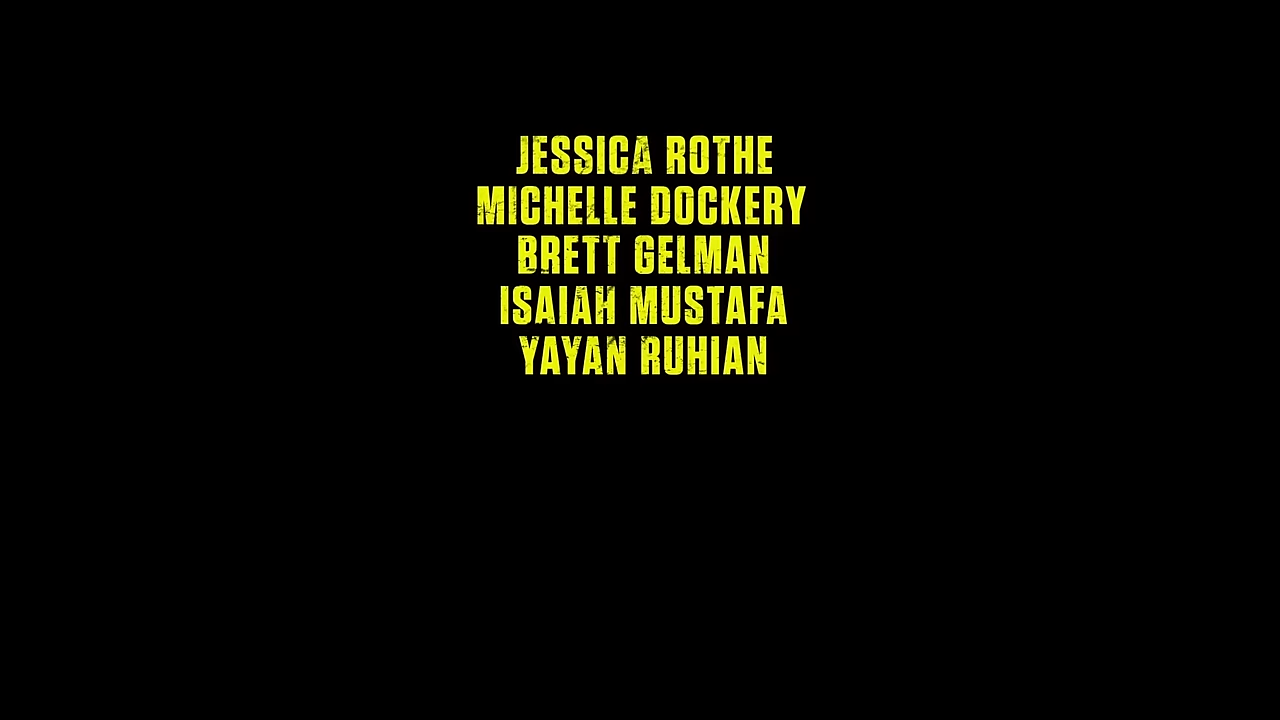 JESSICA ROTHE
MICHELLE DOCKERY
BRETT GELMAN
ISAIAH MUSTAFA
YAYAN RUHIAN